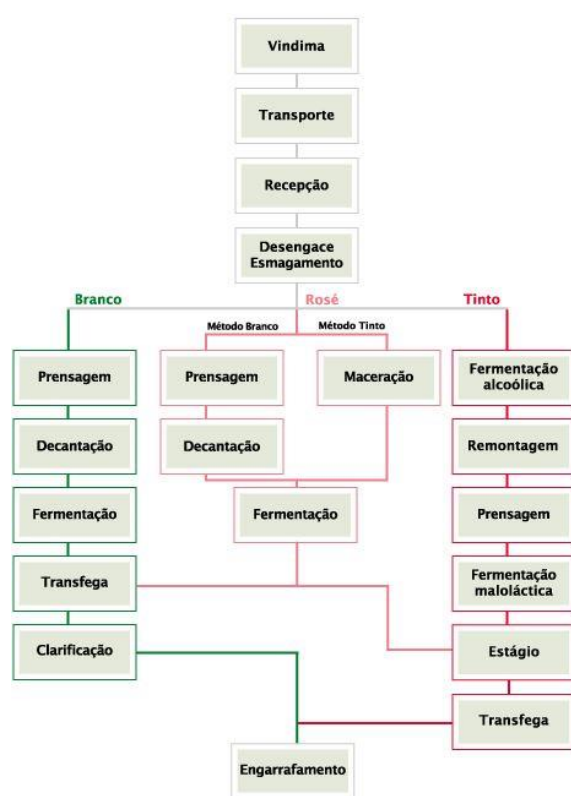 Vindima
Transporte
Recepção
Desengace
Esmagamento
Branco
Rosé
Tinto
Método Branco
Método Tinto
Prensagem
Prensagem
Maceração
Fermentação
alcoólica
Decantação
Decantação
Remontagem
Fermentação
Fermentação
Prensagem
Transfega
Fermentação
maloláctica
Clarificação
Estágio
Transfega
Engarrafamento